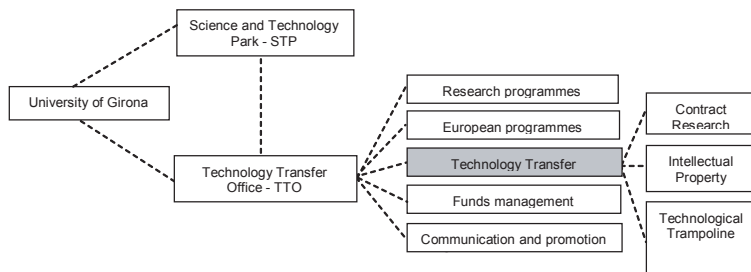 Science and Technology
Park - STP
University of Girona
Technology Transfer
Office - TTO
Research programmes
European programmes
Technology Transfer
Funds management
Communication and promotion
Contract
Research
Intellectual
Property
Technological
Trampoline